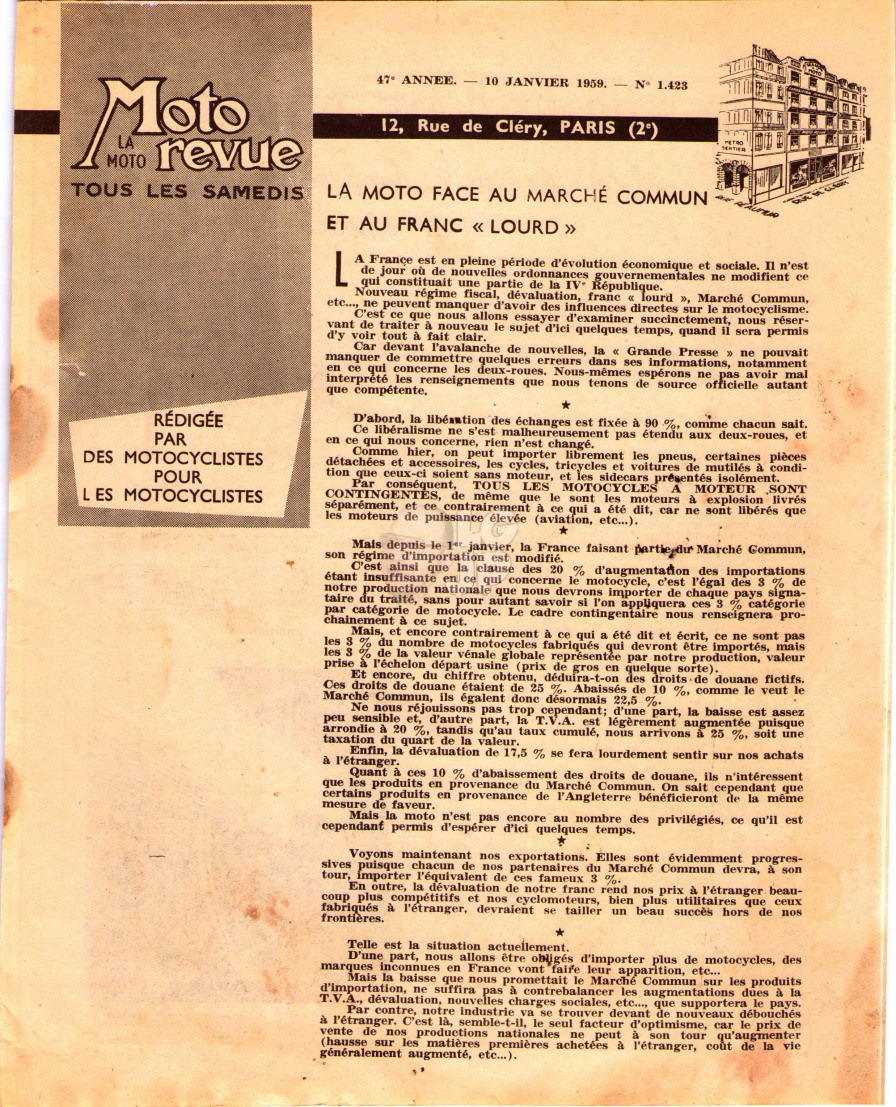 Moto
LA
MOTO revue
TOUS LES SAMEDIS
47e ANNEE. — 10 JANVIER 1959. — N° 1.423
12, Rue de Cléry, PARIS (2e)
METRO
SENTIER
RUE DE CLERY
LA MOTO FACE AU MARCHÉ COMMUN
ET AU FRANC « LOURD »
RÉDIGÉE
PAR
DES MOTOCYCLISTES
POUR
LES MOTOCYCLISTES
LA France est en pleine période d'évolution économique et sociale. Il n'est
de jour où de nouvelles ordonnances gouvernementales ne modifient ce
qui constituait une partie de la IVe République.
Nouveau régime fiscal, dévaluation, franc « lourd », Marché Commun,
etc..., ne peuvent manquer d'avoir des influences directes sur le motocyclisme.
C'est ce que nous allons essayer d'examiner succinctement, nous réser-
vant de traiter à nouveau le sujet d'ici quelques temps, quand il sera permis
d'y voir tout à fait clair.
Car devant l'avalanche de nouvelles, la « Grande Presse » ne pouvait
manquer de commettre quelques erreurs dans ses informations, notamment
en ce qui concerne les deux-roues. Nous-mêmes espérons ne pas avoir mal
interprété les renseignements que nous tenons de source officielle autant
que compétente.
★
D'abord, la libération des échanges est fixée à 90 %, comme chacun sait.
Ce libéralisme ne s'est malheureusement pas étendu aux deux-roues, et
en ce qui nous concerne, rien n'est changé.
Comme hier, on peut importer librement les pneus, certaines pièces
détachées et accessoires, les cycles, tricycles et voitures de mutilés à condi-
tion que ceux-ci soient sans moteur, et les sidecars présentés isolément.
Par conséquent, TOUS LES MOTOCYCLES A MOTEUR SONT
CONTINGENTÉS, de même que le sont les moteurs à explosion livrés
séparément, et ce contrairement à ce qui a été dit, car ne sont libérés que
les moteurs de puissance élevée (aviation, etc...).
★
Mais depuis le 1er janvier, la France faisant partie du Marché Commun,
son régime d'importation est modifié.
C'est ainsi que la clause des 20 % d'augmentation des importations
étant insuffisante en ce qui concerne le motocycle, c'est l'égal des 3 % de
notre production nationale que nous devrons importer de chaque pays signa-
taire du traité, sans pour autant savoir si l'on appliquera ces 3 % catégorie
par catégorie de motocycle. Le cadre contingentaire nous renseignera pro-
chainement à ce sujet.
Mais, et encore contrairement à ce qui a été dit et écrit, ce ne sont pas
les 3 % du nombre de motocycles fabriqués qui devront être importés, mais
les 3 % de la valeur vénale globale représentée par notre production, valeur
prise à l'échelon départ usine (prix de gros en quelque sorte).
Et encore, du chiffre obtenu, déduira-t-on des droits de douane fictifs.
Ces droits de douane étaient de 25 %. Abaissés de 10 %, comme le veut le
Marché Commun, ils égalent donc désormais 22,5 %.
Ne nous réjouissons pas trop cependant; d'une part, la baisse est assez
peu sensible et, d'autre part, la T.V.A. est légèrement augmentée puisque
arrondie à 20 %, tandis qu'au taux cumulé, nous arrivons à 25 %, soit une
taxation du quart de la valeur.
Enfin, la dévaluation de 17,5 % se fera lourdement sentir sur nos achats
à l'étranger.
Quant à ces 10 % d'abaissement des droits de douane, ils n'intéressent
que les produits en provenance du Marché Commun. On sait cependant que
certains produits en provenance de l'Angleterre bénéficieront de la même
mesure de faveur.
Mais la moto n'est pas encore au nombre des privilégiés, ce qu'il est
cependant permis d'espérer d'ici quelques temps.
★
Voyons maintenant nos exportations. Elles sont évidemment progres-
sives puisque chacun de nos partenaires du Marché Commun devra, à son
tour, importer l'équivalent de ces fameux 3 %.
En outre, la dévaluation de notre franc rend nos prix à l'étranger beau-
coup plus compétitifs et nos cyclomoteurs, bien plus utilitaires que ceux
fabriqués à l'étranger, devraient se tailler un beau succès hors de nos
frontières.
★
Telle est la situation actuellement.
D'une part, nous allons être obligés d'importer plus de motocycles, des
marques inconnues en France vont faire leur apparition, etc...
Mais la baisse que nous promettait le Marché Commun sur les produits
d'importation, ne suffira pas à contrebalancer les augmentations dues à la
T.V.A., dévaluation, nouvelles charges sociales, etc..., que supportera le pays.
Par contre, notre industrie va se trouver devant de nouveaux débouchés
à l'étranger. C'est là, semble-t-il, le seul facteur d'optimisme, car le prix de
vente de nos productions nationales ne peut à son tour qu'augmenter
(hausse sur les matières premières achetées à l'étranger, coût de la vie
généralement augmenté, etc...).